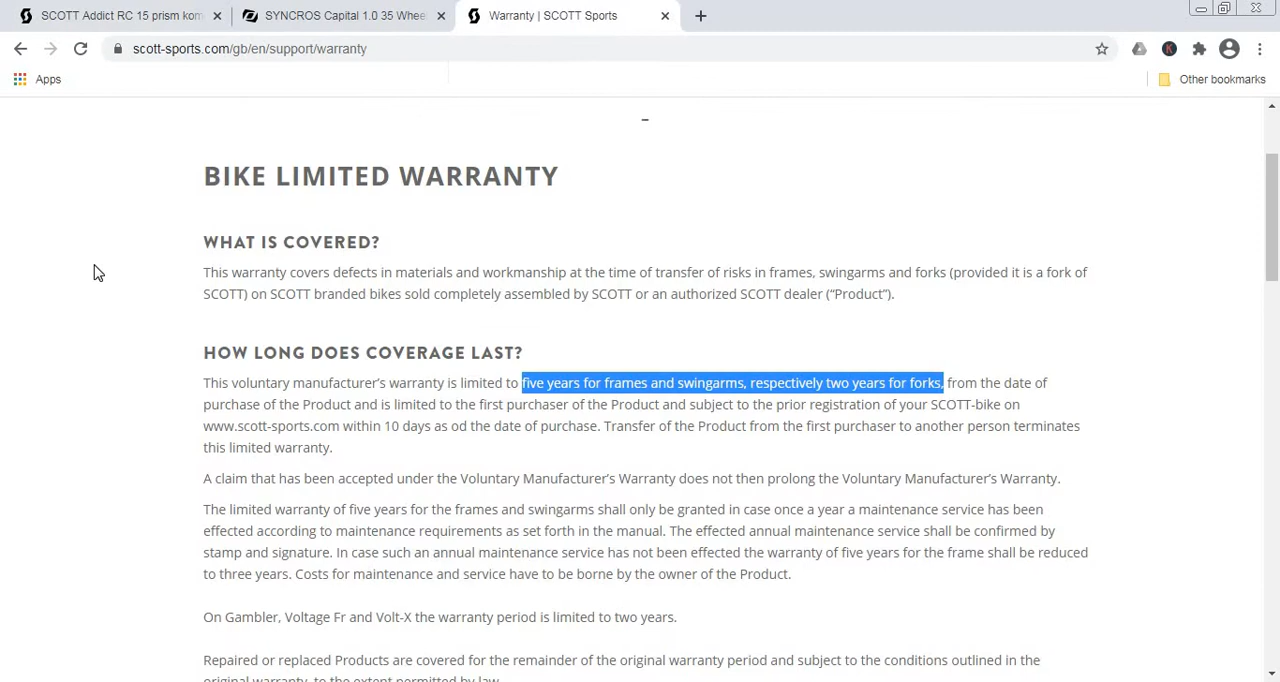 SCOTT Addict RC 15 prism kom
SYNCROS Capital 1.0 35 Whee
Warranty | SCOTT Sports
scott-sports.com/gb/en/support/warranty
K
Apps
Other bookmarks
BIKE LIMITED WARRANTY
WHAT IS COVERED?
This warranty covers defects in materials and workmanship at the time of transfer of risks in frames, swingarms and forks (provided it is a fork of
SCOTT) on SCOTT branded bikes sold completely assembled by SCOTT or an authorized SCOTT dealer (“Product”).
HOW LONG DOES COVERAGE LAST?
This voluntary manufacturer’s warranty is limited to five years for frames and swingarms, respectively two years for forks, from the date of
purchase of the Product and is limited to the first purchaser of the Product and subject to the prior registration of your SCOTT-bike on
www.scott-sports.com within 10 days as od the date of purchase. Transfer of the Product from the first purchaser to another person terminates
this limited warranty.
A claim that has been accepted under the Voluntary Manufacturer’s Warranty does not then prolong the Voluntary Manufacturer’s Warranty.
The limited warranty of five years for the frames and swingarms shall only be granted in case once a year a maintenance service has been
effected according to maintenance requirements as set forth in the manual. The effected annual maintenance service shall be confirmed by
stamp and signature. In case such an annual maintenance service has not been effected the warranty of five years for the frame shall be reduced
to three years. Costs for maintenance and service have to be borne by the owner of the Product.
On Gambler, Voltage Fr and Volt-X the warranty period is limited to two years.
Repaired or replaced Products are covered for the remainder of the original warranty period and subject to the conditions outlined in the
original warranty, to the extent permitted by law.